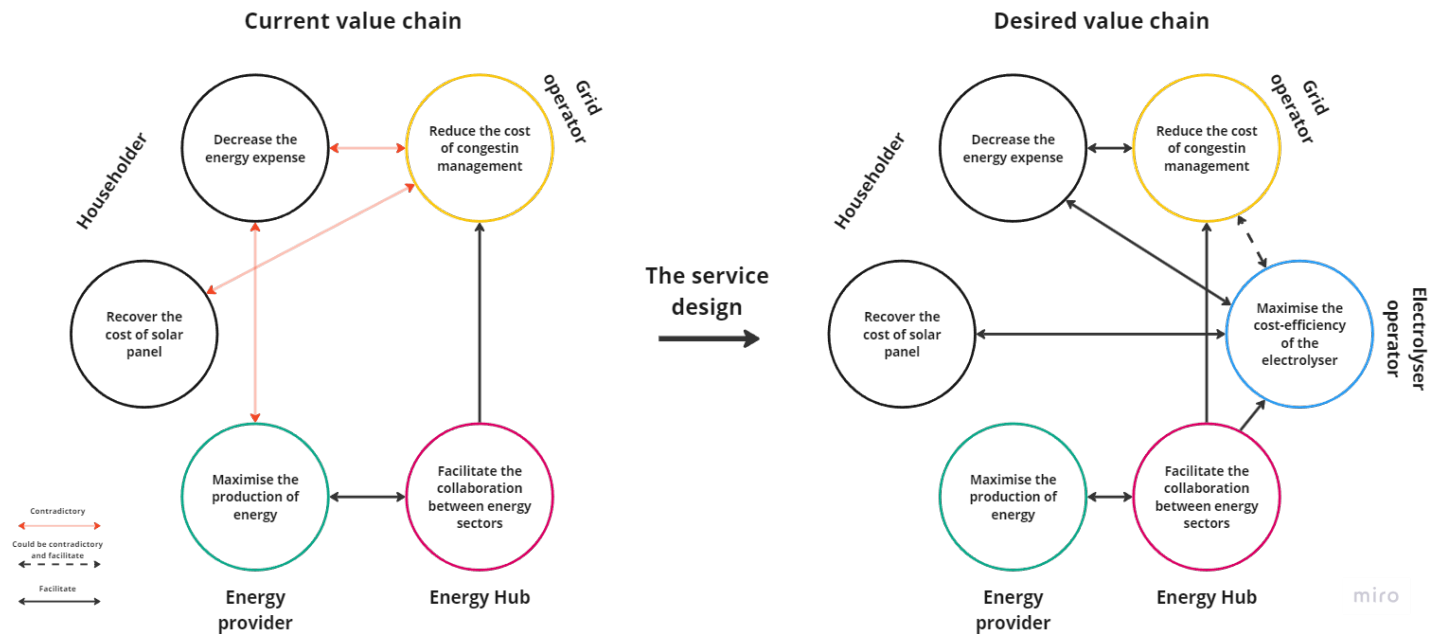 Current value chain
Desired value chain
Householder
Decrease the
energy expense
Reduce the cost
of congestin
management
Grid
operator
Recover the
cost of solar
panel
Maximise the
production of
energy
Facilitate the
collaboration
between energy
sectors
Energy
provider
Energy Hub
Contradictory
Could be contradictory
and facilitate
Facilitate
The service
design
Householder
Decrease the
energy expense
Reduce the cost
of congestin
management
Grid
operator
Recover the
cost of solar
panel
Maximise the
cost-efficiency
of the
electrolyser
Electrolyser
operator
Maximise the
production of
energy
Facilitate the
collaboration
between energy
sectors
Energy
provider
Energy Hub
miro